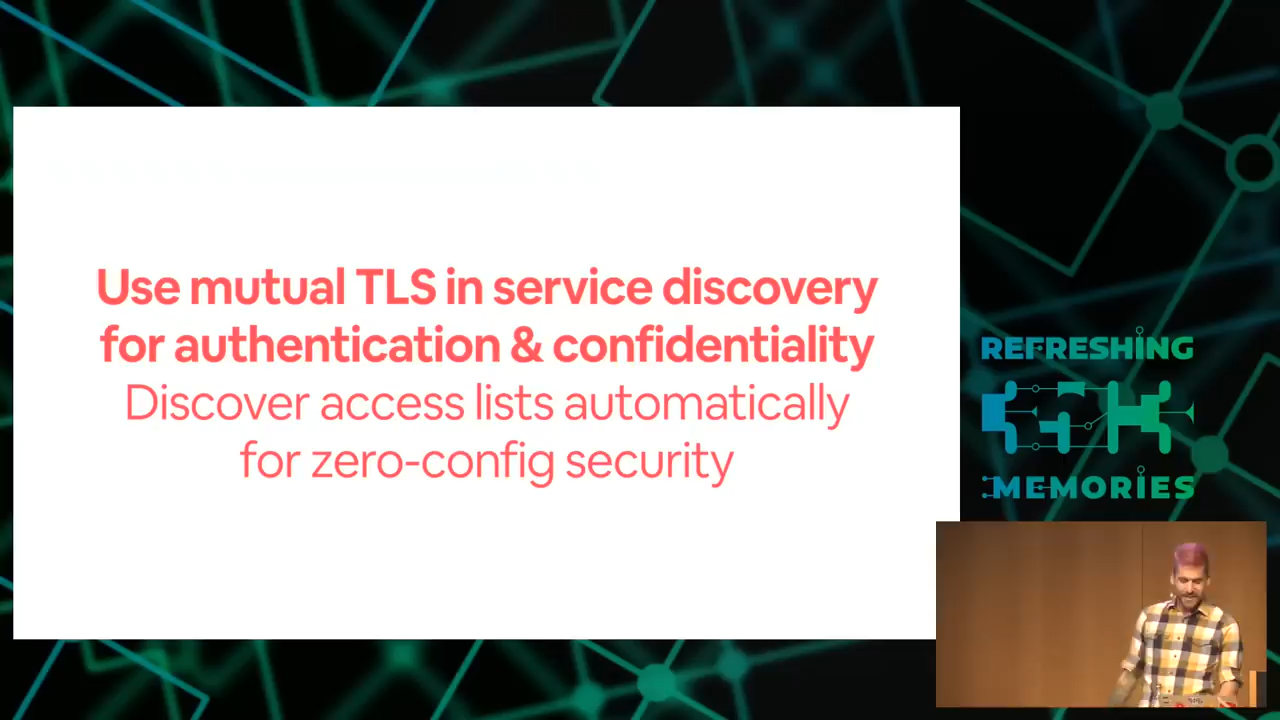 Use mutual TLS in service discovery
for authentication & confidentiality
Discover access lists automatically
for zero-config security
REFRESHING
MEMORIES